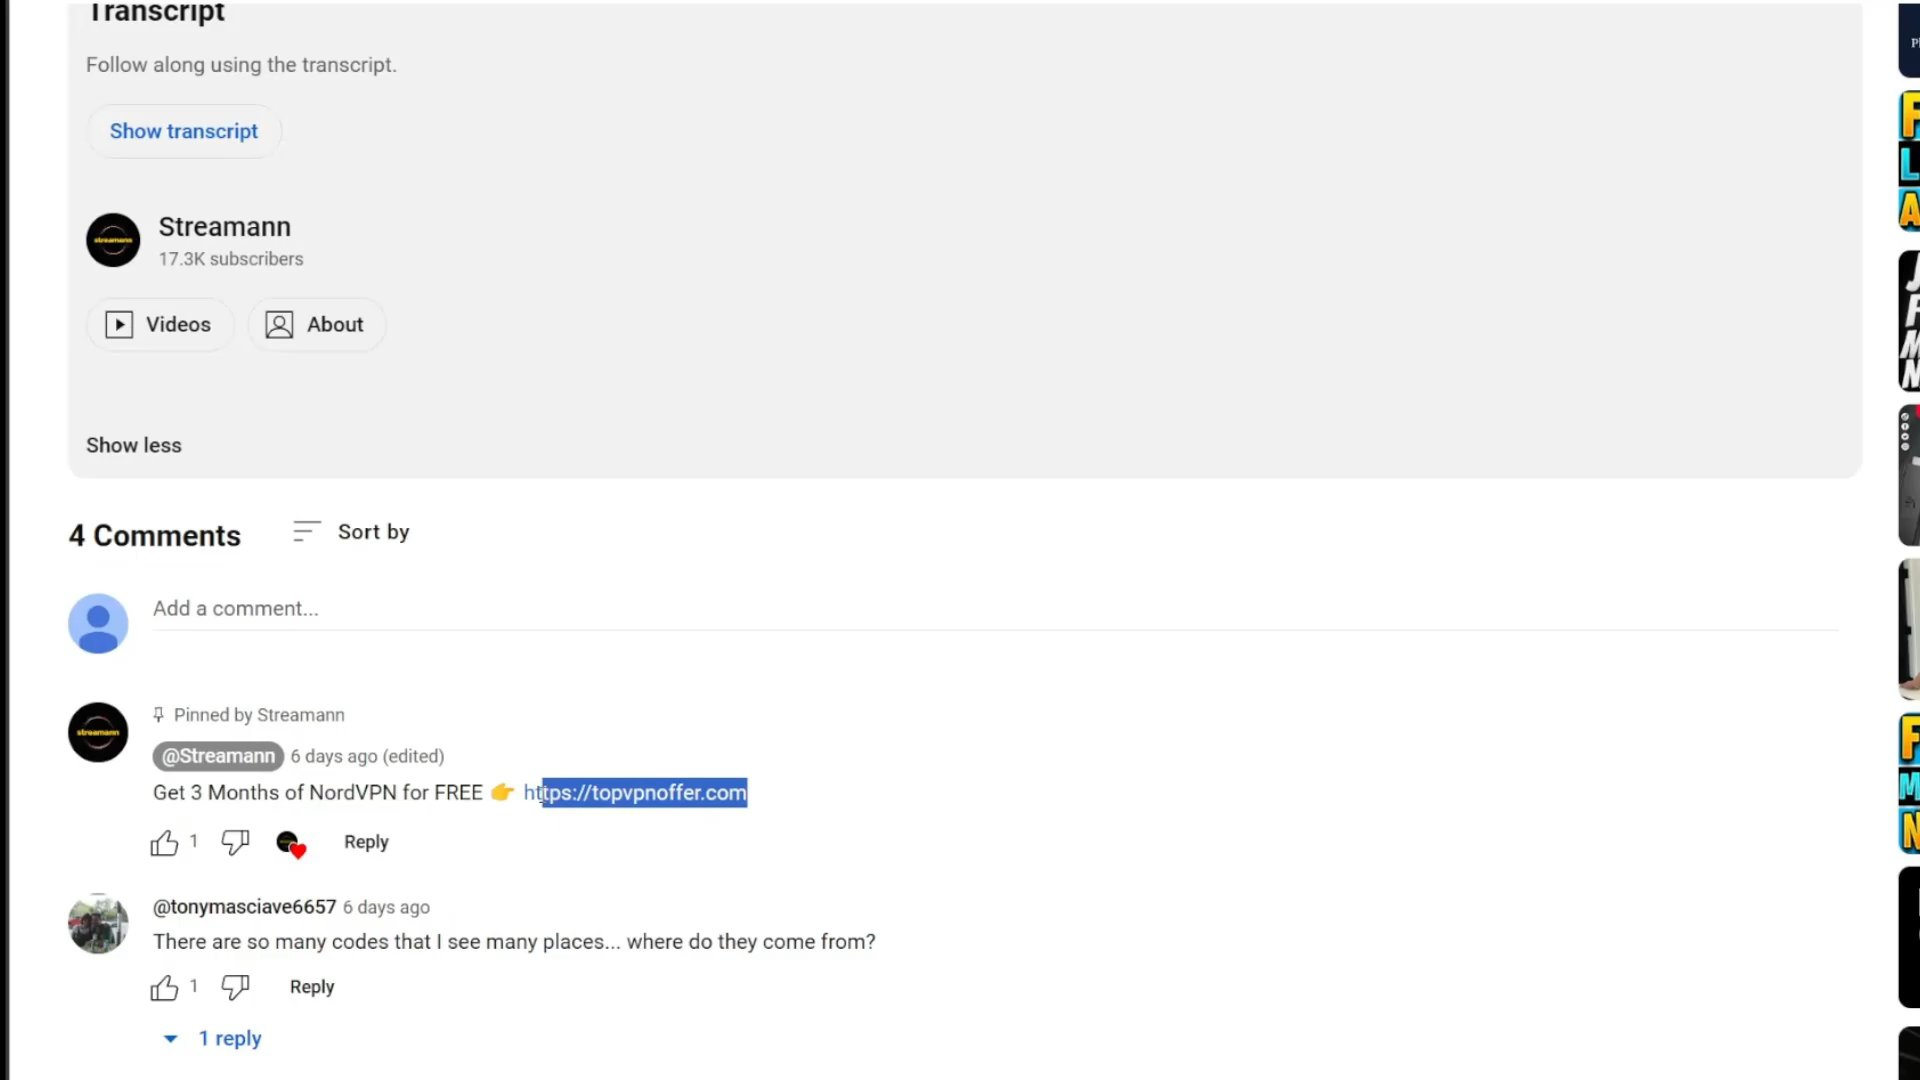 Transcript
Follow along using the transcript.
Show transcript
streamann
Streamann
17.3K subscribers
Videos
About
Show less
4 Comments
Sort by
Add a comment...
streamann
Pinned by Streamann
@Streamann 6 days ago (edited)
Get 3 Months of NordVPN for FREE 👉 https://topvpnoffer.com
1
Reply
@tonymasciave6657 6 days ago
There are so many codes that I see many places... where do they come from?
1
Reply
1 reply